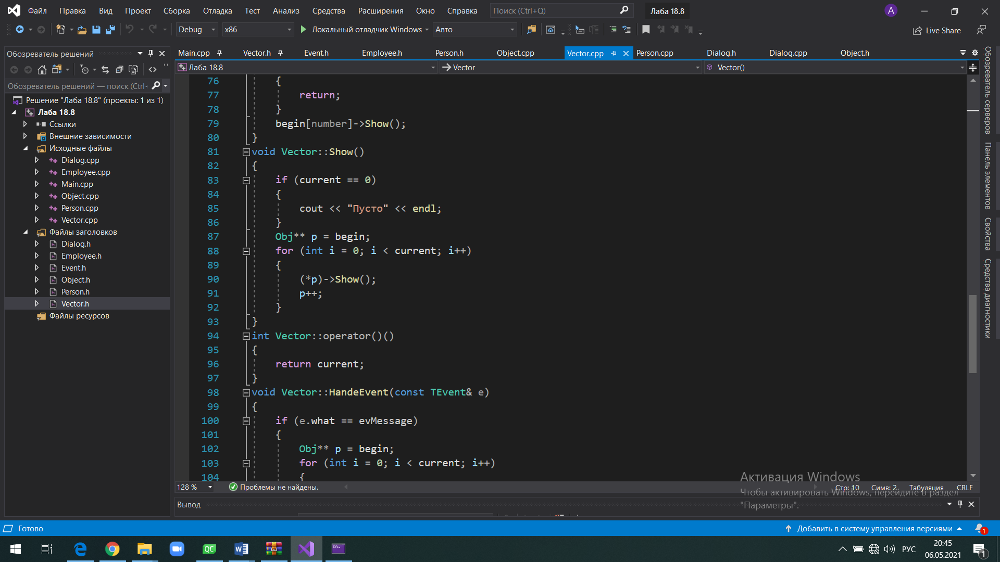 Файл Правка Вид Проект Сборка Отладка Тест Анализ Средства Расширения Окно Справка Поиск (Ctrl+Q) Лаба 18.8 A
Debug x86 Локальный отладчик Windows Авто Live Share
Обозреватель решений
Обозреватель решений — поиск (Ctrl+
Решение "Лаба 18.8" (проекты: 1 из 1)
Лаба 18.8
Ссылки
Внешние зависимости
Исходные файлы
Dialog.cpp
Employee.cpp
Main.cpp
Object.cpp
Person.cpp
Vector.cpp
Файлы заголовков
Dialog.h
Employee.h
Event.h
Object.h
Person.h
Vector.h
Файлы ресурсов
Main.cpp Vector.h Event.h Employee.h Person.h Object.cpp Vector.cpp Person.cpp Dialog.h Dialog.cpp Object.h
Лаба 18.8 Vector Vector()
76 {
77 return;
78 }
79 begin[number]->Show();
80 }
81 void Vector::Show()
82 {
83 if (current == 0)
84 {
85 cout << "Пусто" << endl;
86 }
87 Obj** p = begin;
88 for (int i = 0; i < current; i++)
89 {
90 (*p)->Show();
91 p++;
92 }
93 }
94 int Vector::operator()()
95 {
96 return current;
97 }
98 void Vector::HandeEvent(const TEvent& e)
99 {
100 if (e.what == evMessage)
101 {
102 Obj** p = begin;
103 for (int i = 0; i < current; i++)
104 {
128 % Проблемы не найдены. Стр: 10 Симв: 2 Табуляция CRLF
Активация Windows
Чтобы активировать Windows, перейдите в раздел
"Параметры".
Вывод
Обозреватель серверов
Панель элементов
Свойства
Средства диагностики
Готово Добавить в систему управления версиями 1
QC РУС 20:45
06.05.2021 1